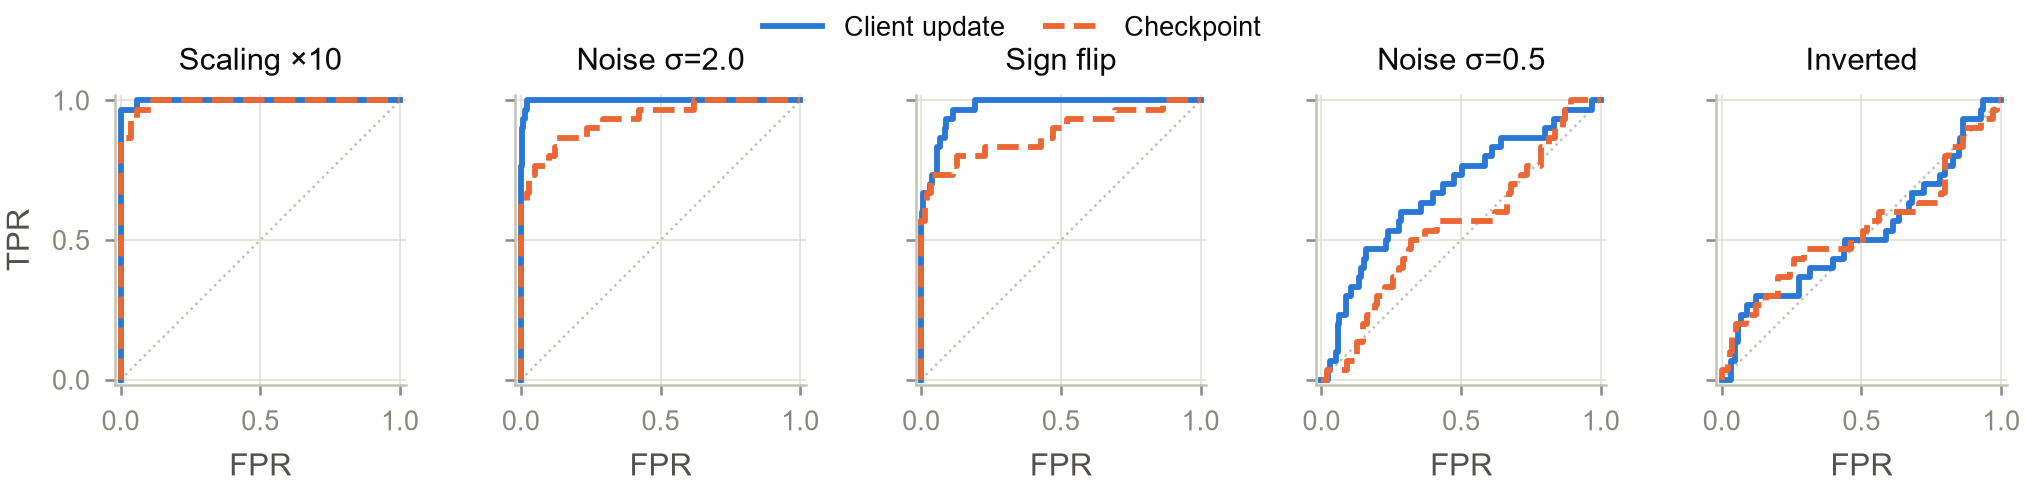 Client update Checkpoint
Scaling ×10 Noise σ=2.0 Sign flip Noise σ=0.5 Inverted
1.0
TPR
0.5
0.0
0.0 0.5 1.0 0.0 0.5 1.0 0.0 0.5 1.0 0.0 0.5 1.0 0.0 0.5 1.0
FPR FPR FPR FPR FPR